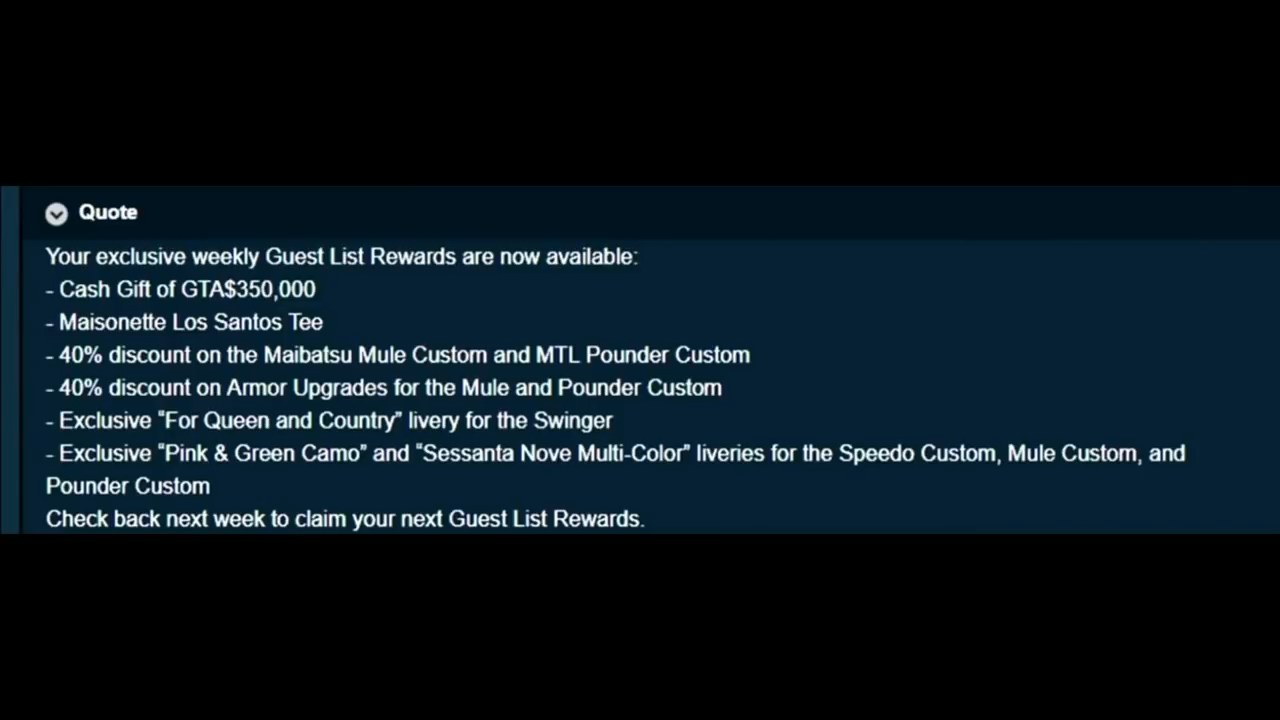 Quote
Your exclusive weekly Guest List Rewards are now available:
- Cash Gift of GTA$350,000
- Maisonette Los Santos Tee
- 40% discount on the Maibatsu Mule Custom and MTL Pounder Custom
- 40% discount on Armor Upgrades for the Mule and Pounder Custom
- Exclusive “For Queen and Country” livery for the Swinger
- Exclusive “Pink & Green Camo” and “Sessanta Nove Multi-Color” liveries for the Speedo Custom, Mule Custom, and
Pounder Custom
Check back next week to claim your next Guest List Rewards.